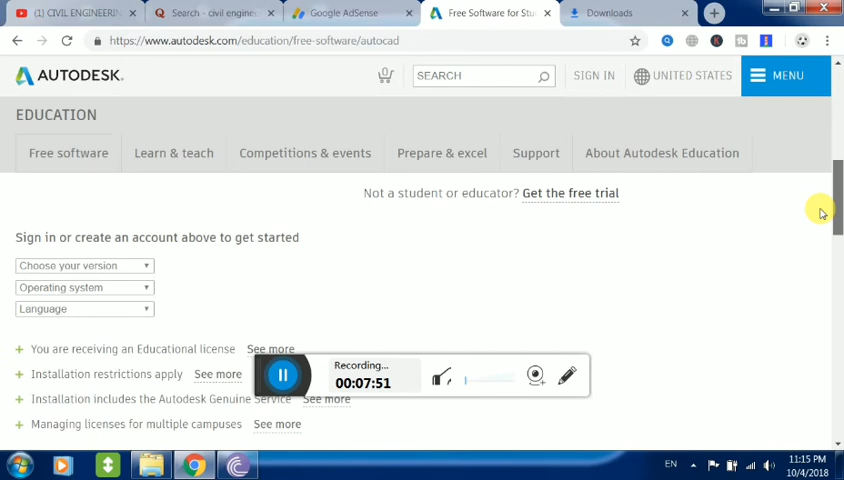 (1) CIVIL ENGINEERIN
Search - civil engine
Google AdSense
Free Software for Stu
Downloads
https://www.autodesk.com/education/free-software/autocad
AUTODESK.
0
SEARCH
SIGN IN
UNITED STATES
MENU
EDUCATION
Free software
Learn & teach
Competitions & events
Prepare & excel
Support
About Autodesk Education
Not a student or educator? Get the free trial
Sign in or create an account above to get started
Choose your version
Operating system
Language
+ You are receiving an Educational license See more
+ Installation restrictions apply See more
+ Installation includes the Autodesk Genuine Service See more
+ Managing licenses for multiple campuses See more
Recording...
00:07:51
EN
11:15 PM
10/4/2018